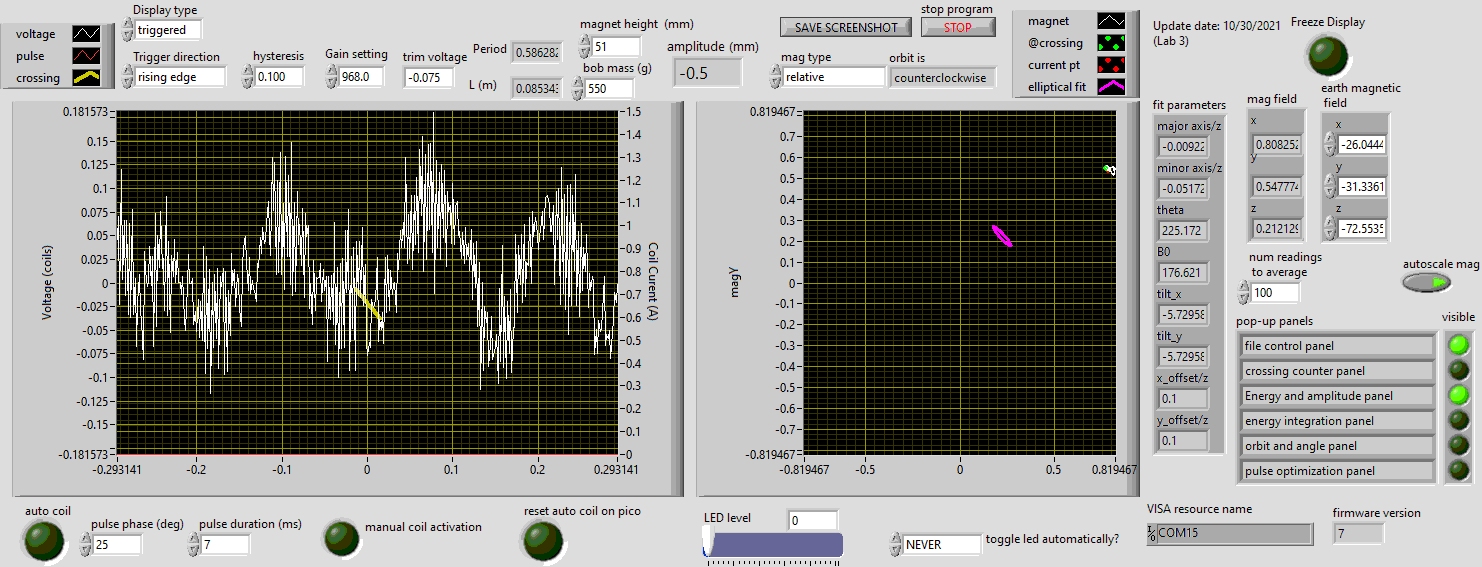 voltage
pulse
crossing
Display type
triggered
Trigger direction
rising edge
hysteresis
0.100
Gain setting
968.0
trim voltage
-0.075
Period
0.586282
L (m)
0.085343
magnet height (mm)
51
bob mass (g)
550
amplitude (mm)
-0.5
SAVE SCREENSHOT
stop program
STOP
mag type
relative
orbit is
counterclockwise
magnet
@crossing
current pt
elliptical fit
Update date: 10/30/2021
(Lab 3)
Freeze Display
Voltage (coils)
0.181573
0.15
0.125
0.1
0.075
0.05
0.025
0
-0.025
-0.05
-0.075
-0.1
-0.125
-0.15
-0.181573
-0.293141
-0.2
-0.1
0
0.1
0.2
0.293141
1.5
1.4
1.3
1.2
1.1
1
0.9
0.8
0.7
0.6
0.5
0.4
0.3
0.2
0.1
0
Coil Curent (A)
magy
0.819467
0.7
0.6
0.5
0.4
0.3
0.2
0.1
0
-0.1
-0.2
-0.3
-0.4
-0.5
-0.6
-0.7
-0.819467
-0.819467
-0.5
0
0.5
0.819467
fit parameters
major axis/z
-0.00922
minor axis/z
-0.05172
theta
225.172
B0
176.621
tilt_x
-5.72958
tilt_y
-5.72958
x_offset/z
0.1
y_offset/z
0.1
mag field
x
0.808252
y
0.547774
z
0.212129
earth magnetic
field
x
-26.0444
y
-31.3361
z
-72.5535
num readings
to average
100
autoscale mag
pop-up panels
visible
file control panel
crossing counter panel
Energy and amplitude panel
energy integration panel
orbit and angle panel
pulse optimization panel
auto coil
pulse phase (deg)
25
pulse duration (ms)
7
manual coil activation
reset auto coil on pico
LED level
0
NEVER
toggle led automatically?
VISA resource name
COM15
firmware version
7